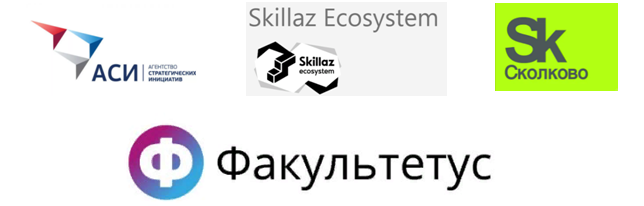 АСИ
АГЕНТСТВО
СТРАТЕГИЧЕСКИХ
ИНИЦИАТИВ
Skillaz Ecosystem
Skillaz
ecosystem
Sk
Сколково
Ф Факультетус